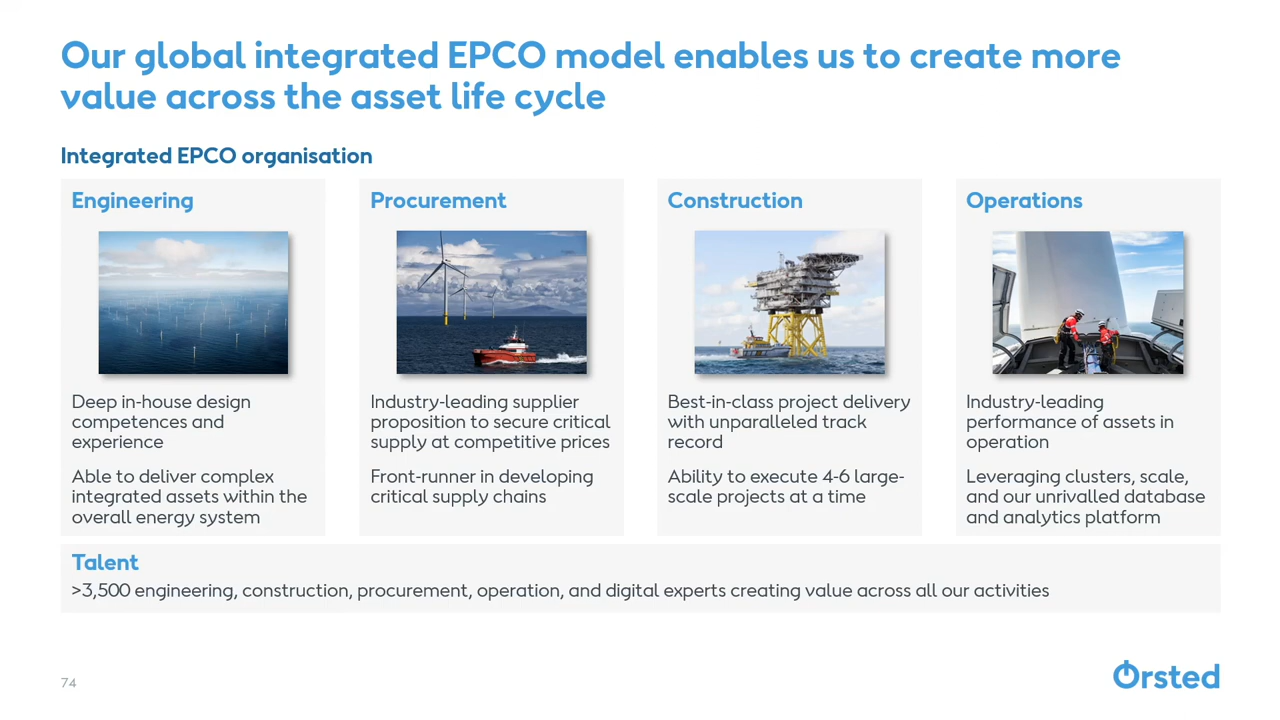 Our global integrated EPCO model enables us to create more
value across the asset life cycle
Integrated EPCO organisation
Engineering
Deep in-house design
competences and
experience
Able to deliver complex
integrated assets within the
overall energy system
Procurement
Industry-leading supplier
proposition to secure critical
supply at competitive prices
Front-runner in developing
critical supply chains
Construction
Best-in-class project delivery
with unparalleled track
record
Ability to execute 4-6 large-
scale projects at a time
Operations
Industry-leading
performance of assets in
operation
Leveraging clusters, scale,
and our unrivalled database
and analytics platform
Talent
>3,500 engineering, construction, procurement, operation, and digital experts creating value across all our activities
74
Ørsted